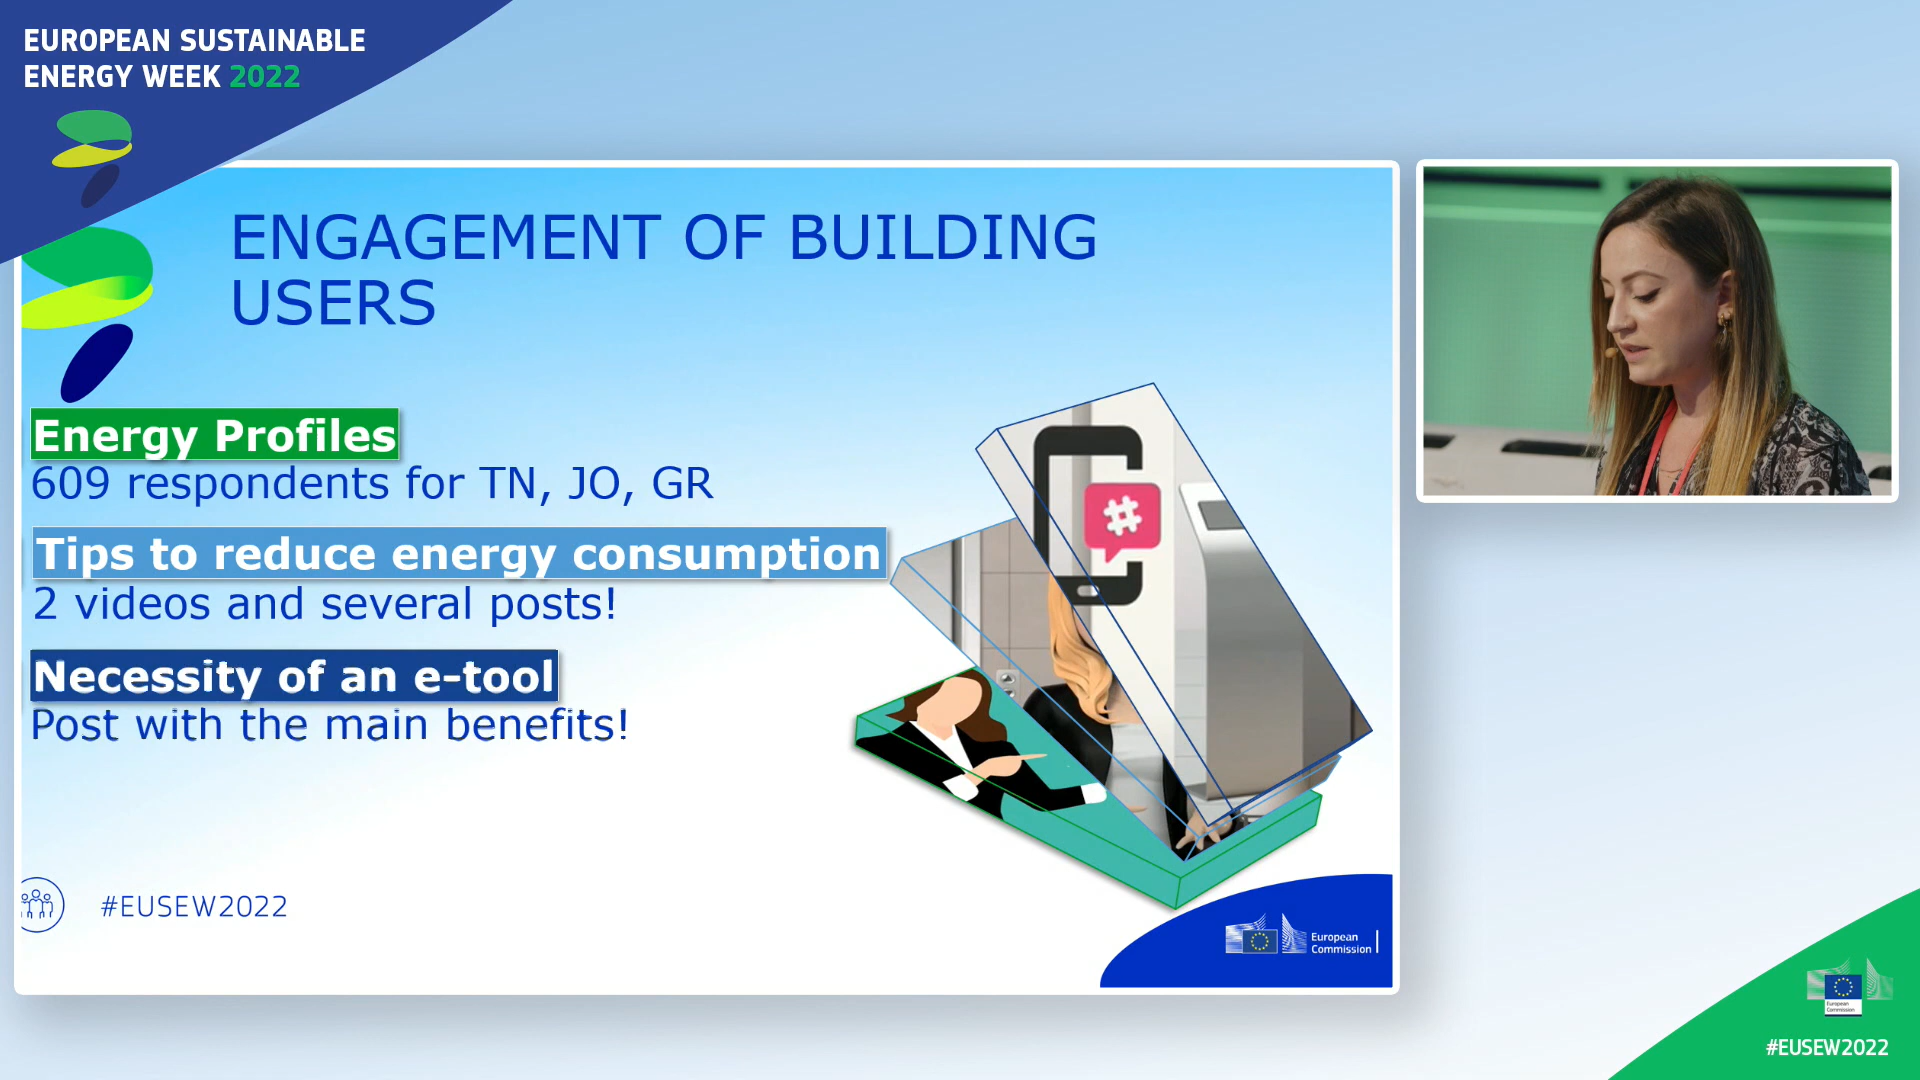 EUROPEAN SUSTAINABLE
ENERGY WEEK 2022
ENGAGEMENT OF BUILDING
USERS
Energy Profiles
609 respondents for TN, JO, GR
Tips to reduce energy consumption
2 videos and several posts!
Necessity of an e-tool
Post with the main benefits!
#
#EUSEW2022
European
Commission
European
Commission
#EUSEW2022